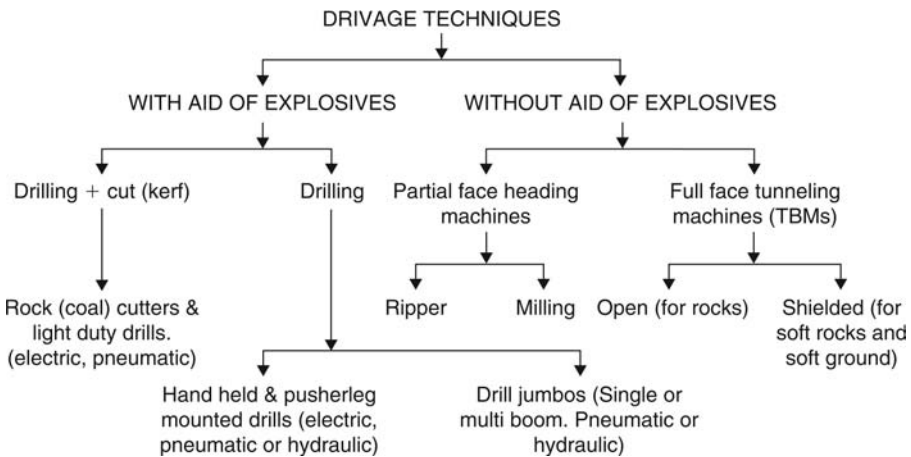 DRIVAGE TECHNIQUES
WITH AID OF EXPLOSIVES
WITHOUT AID OF EXPLOSIVES
Drilling + cut (kerf)
Drilling
Partial face heading
machines
Full face tunneling
machines (TBMs)
Rock (coal) cutters &
light duty drills.
(electric, pneumatic)
Ripper
Milling
Open (for rocks)
Shielded (for
soft rocks and
soft ground)
Hand held & pusherleg
mounted drills (electric,
pneumatic or hydraulic)
Drill jumbos (Single or
multi boom. Pneumatic or
hydraulic)